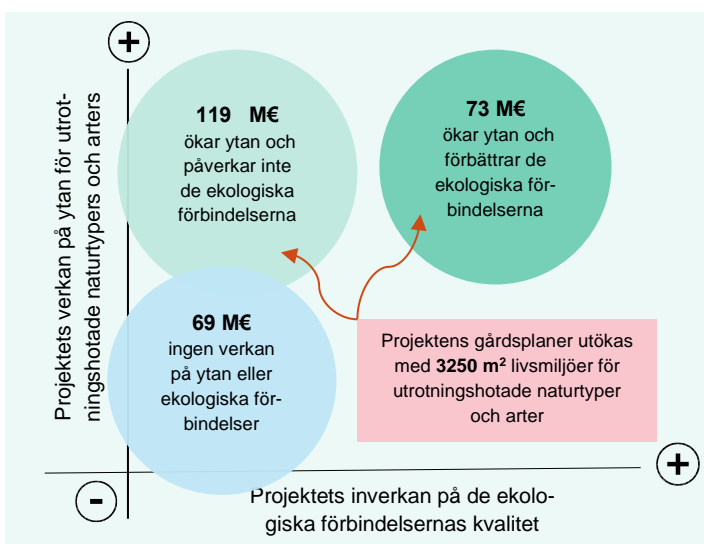 +
Projektets verkan på ytan för utrot-
ningshotade naturtypers och arters
119 M€
ökar ytan och
påverkar inte
de ekologiska
förbindelserna
73 M€
ökar ytan och
förbättrar de
ekologiska för-
bindelserna
69 M€
ingen verkan
på ytan eller
ekologiska för-
bindelser
Projektens gårdsplaner utökas
med 3250 m² livsmiljöer för
utrotningshotade naturtyper
och arter
+
-
Projektets inverkan på de ekolo-
giska förbindelsernas kvalitet